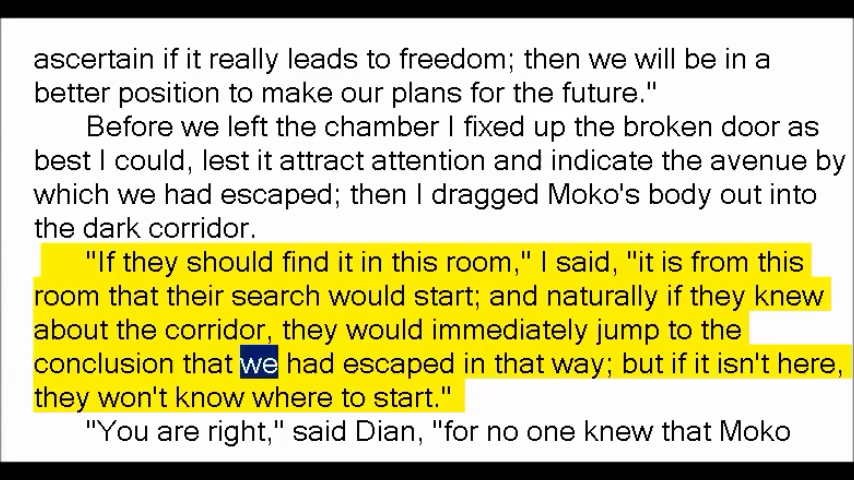 ascertain if it really leads to freedom; then we will be in a
better position to make our plans for the future."
Before we left the chamber I fixed up the broken door as
best I could, lest it attract attention and indicate the avenue by
which we had escaped; then I dragged Moko's body out into
the dark corridor.
"If they should find it in this room," I said, "it is from this
room that their search would start; and naturally if they knew
about the corridor, they would immediately jump to the
conclusion that we had escaped in that way; but if it isn't here,
they won't know where to start."
"You are right," said Dian, "for no one knew that Moko